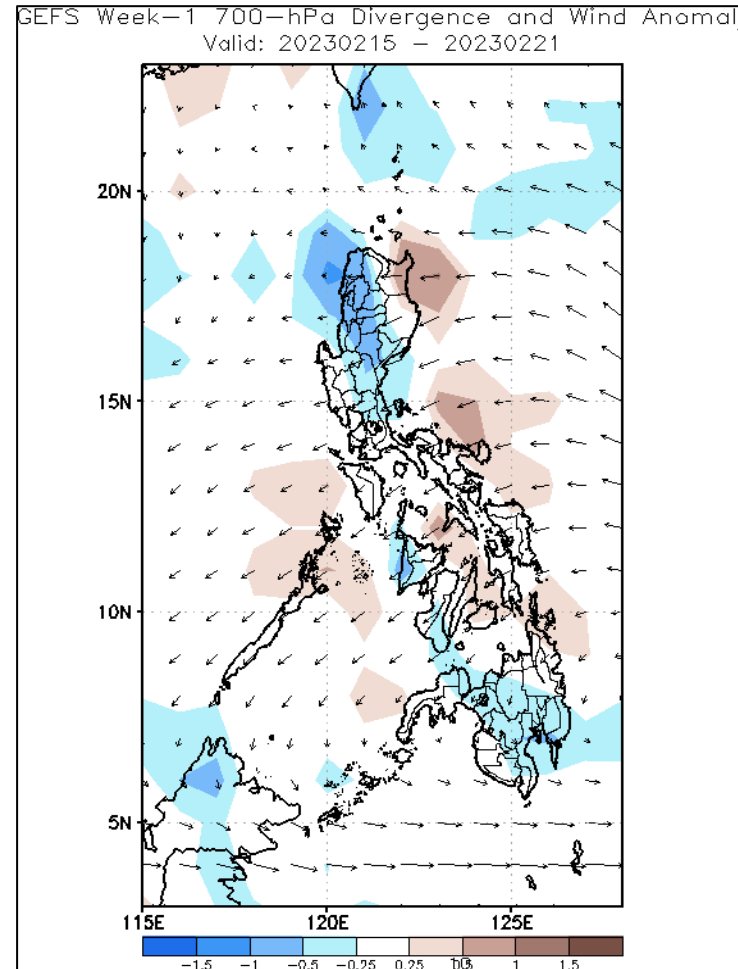 GEFS Week-1 700-hPa Divergence and Wind Anomaly
Valid: 20230215 - 20230221
20N
15N
10N
5N
115E 120E 125E
-1.5 -1 -0.5 -0.25 0.25 1 1.5